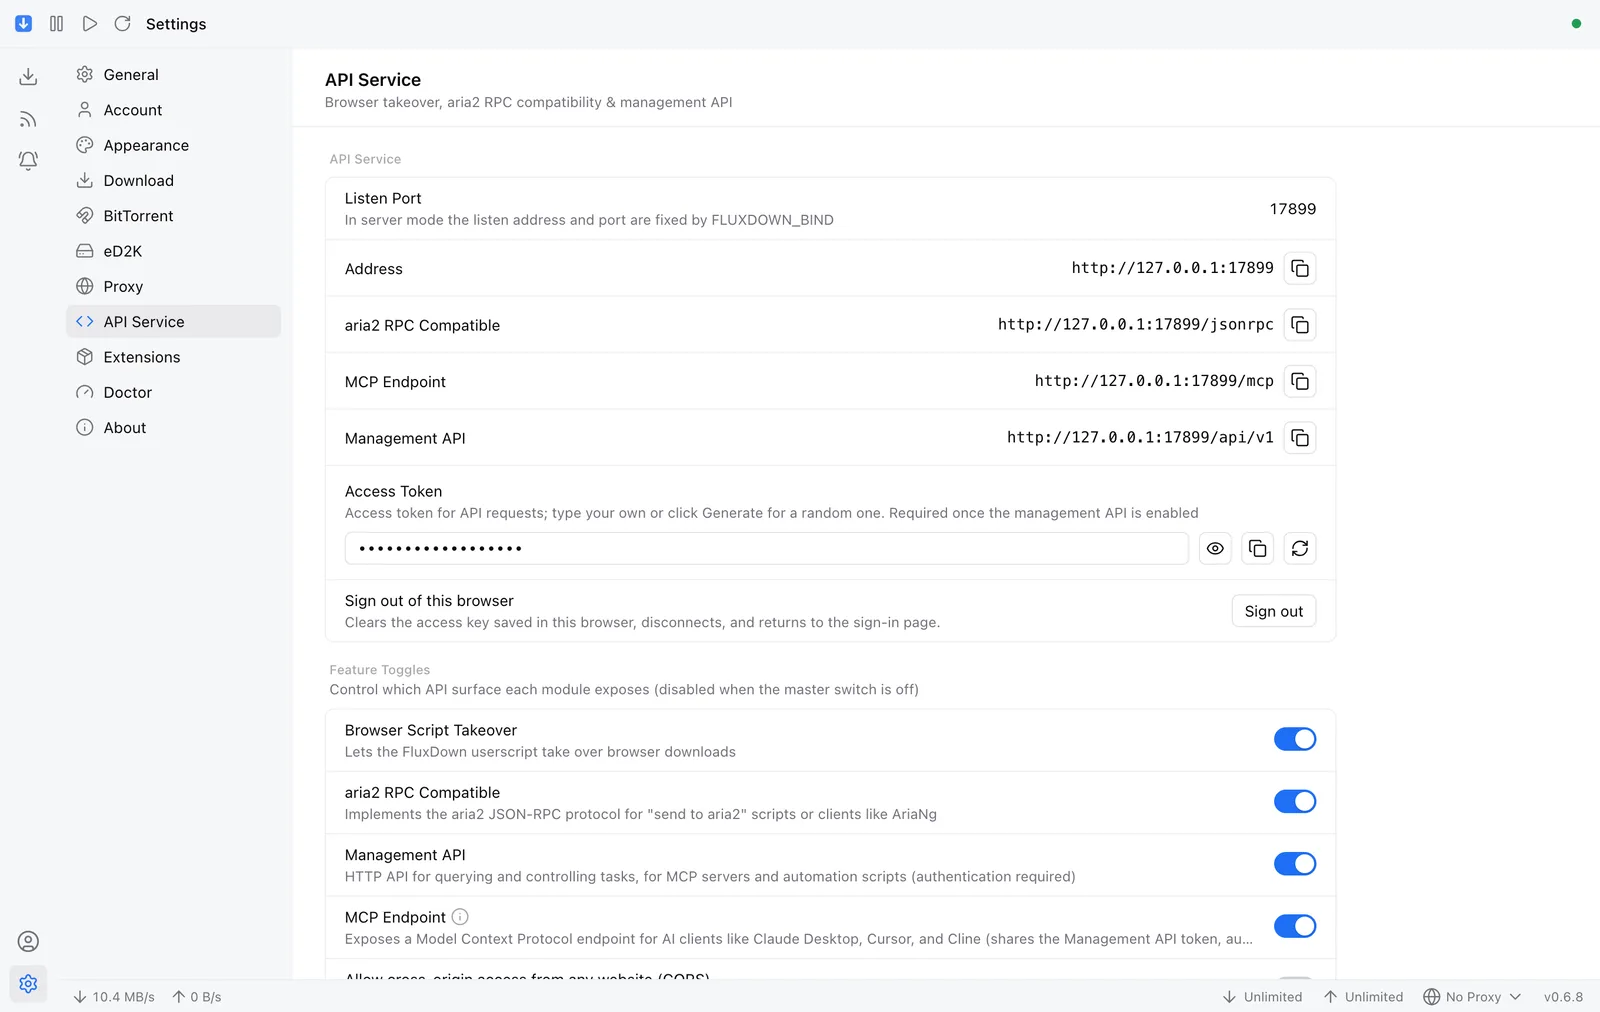 Settings
General
Account
Appearance
Download
BitTorrent
eD2K
Proxy
API Service
Extensions
Doctor
About
API Service
Browser takeover, aria2 RPC compatibility & management API
API Service
Listen Port
In server mode the listen address and port are fixed by FLUXDOWN_BIND
17899
Address
http://127.0.0.1:17899
aria2 RPC Compatible
http://127.0.0.1:17899/jsonrpc
MCP Endpoint
http://127.0.0.1:17899/mcp
Management API
http://127.0.0.1:17899/api/v1
Access Token
Access token for API requests; type your own or click Generate for a random one. Required once the management API is enabled
••••••••••••••••••
Sign out of this browser
Clears the access key saved in this browser, disconnects, and returns to the sign-in page.
Sign out
Feature Toggles
Control which API surface each module exposes (disabled when the master switch is off)
Browser Script Takeover
Lets the FluxDown userscript take over browser downloads
aria2 RPC Compatible
Implements the aria2 JSON-RPC protocol for "send to aria2" scripts or clients like AriaNg
Management API
HTTP API for querying and controlling tasks, for MCP servers and automation scripts (authentication required)
MCP Endpoint
Exposes a Model Context Protocol endpoint for AI clients like Claude Desktop, Cursor, and Cline (shares the Management API token, au...
Allow cross-origin access from any website (CORS)
10.4 MB/s
0 B/s
Unlimited
Unlimited
No Proxy
v0.6.8